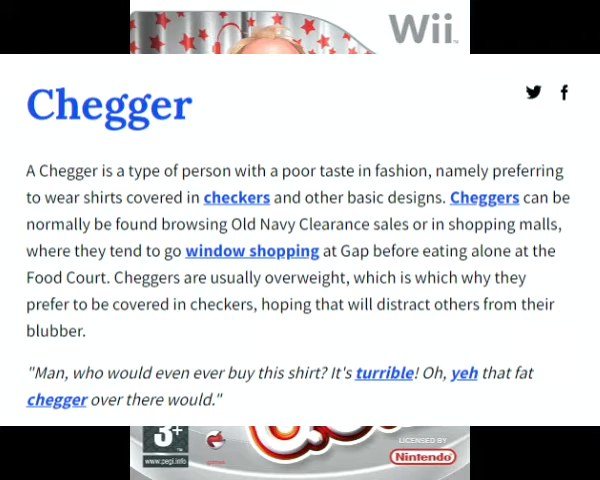 Wii
Chegger
A Chegger is a type of person with a poor taste in fashion, namely preferring
to wear shirts covered in checkers and other basic designs. Cheggers can be
normally be found browsing Old Navy Clearance sales or in shopping malls,
where they tend to go window shopping at Gap before eating alone at the
Food Court. Cheggers are usually overweight, which is which why they
prefer to be covered in checkers, hoping that will distract others from their
blubber.
"Man, who would even ever buy this shirt? It's turrible! Oh, yeh that fat
chegger over there would."
3+
www.pegi.info
LICENSED BY
Nintendo